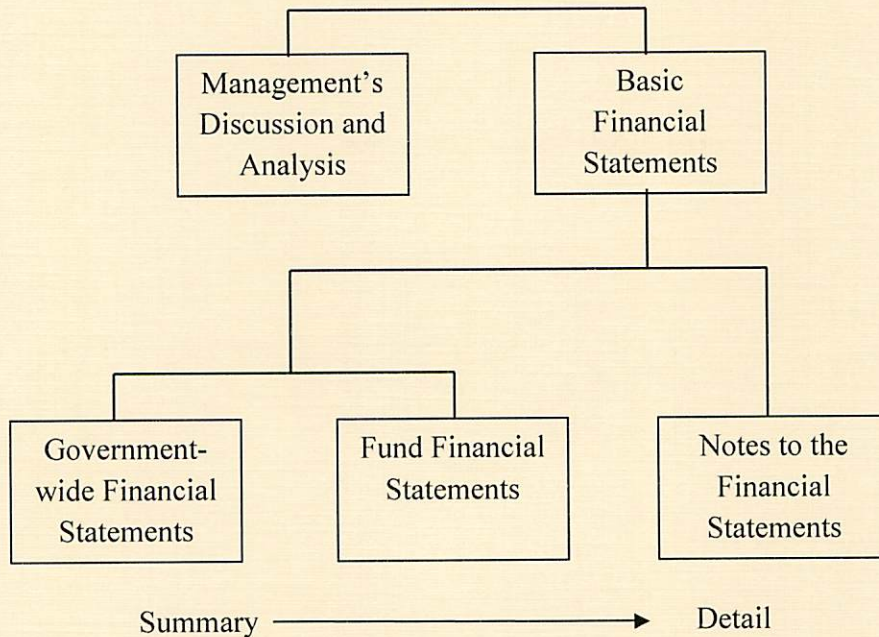 Management's
Discussion and
Analysis
Basic
Financial
Statements
Government-
wide Financial
Statements
Fund Financial
Statements
Notes to the
Financial
Statements
Summary
Detail